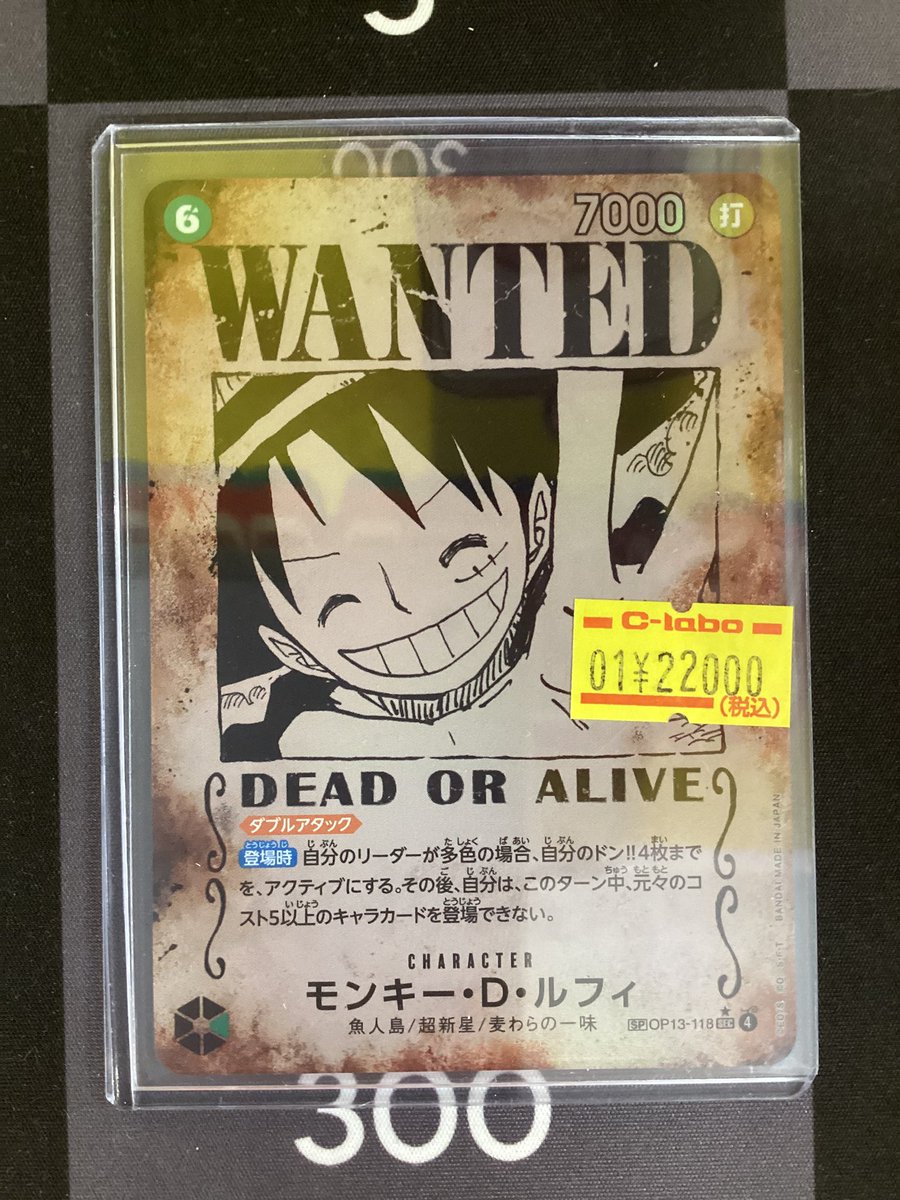 300
6
7000
打
WANTED
C-labo
01¥22000
(税込)
DEAD OR ALIVE
ダブルアタック
登場時 自分のリーダーが多色の場合、自分のドン!!4枚まで
を、アクティブにする。その後、自分は、このターン中、元々のコ
スト5以上のキャラカードを登場できない。
CHARACTER
モンキー・D・ルフィ
魚人島/超新星/麦わらの一味
SP OP13-118 SEC 4
BANDAI MADE IN JAPAN
300